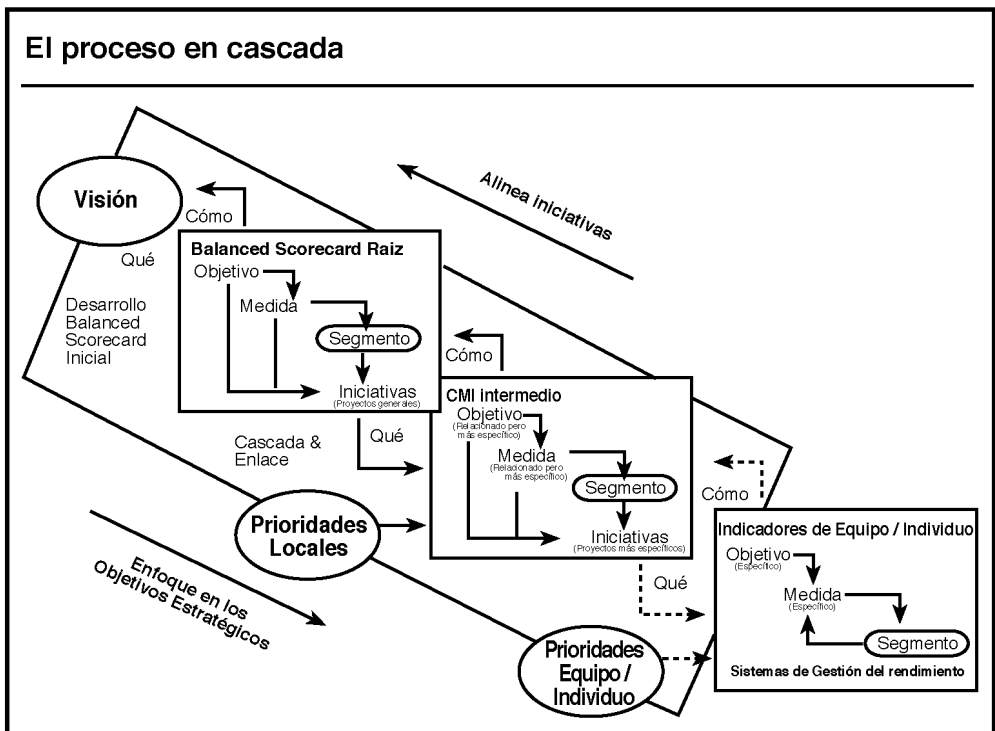 El proceso en cascada
Visión
Cómo
Alinea iniciativas
Qué
Desarrollo
Balanced
Scorecard
Inicial
Balanced Scorecard Raiz
Objetivo
Medida
Segmento
Iniciativas
(Proyectos generales)
Cómo
Cascada &
Enlace
Qué
CMI Intermedio
Objetivo
(Relacionado pero
más específico)
Medida
(Relacionado pero
más específico)
Segmento
Iniciativas
(Proyectos más específicos)
Prioridades
Locales
Cómo
Qué
Enfoque en los
Objetivos Estratégicos
Indicadores de Equipo / Individuo
Objetivo
(Específico)
Medida
(Específico)
Segmento
Sistemas de Gestión del rendimiento
Prioridades
Equipo /
Individuo